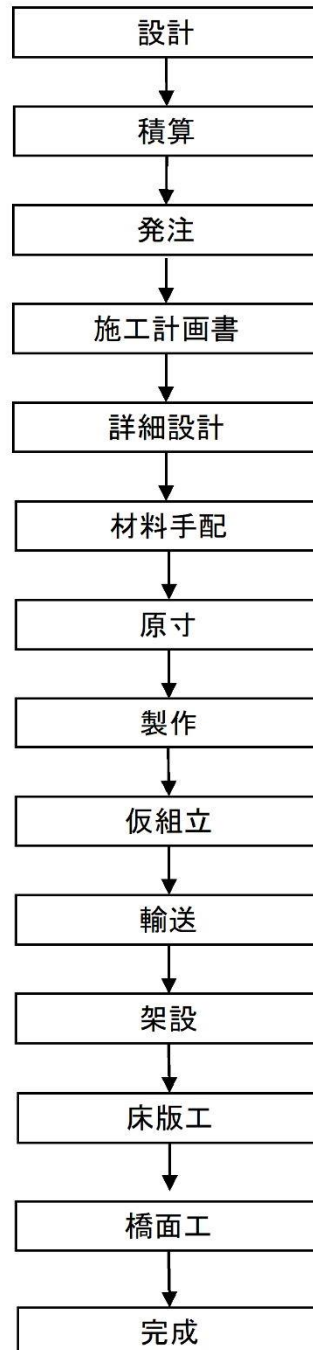 設計
積算
発注
施工計画書
詳細設計
材料手配
原寸
製作
仮組立
輸送
架設
床版工
橋面工
完成